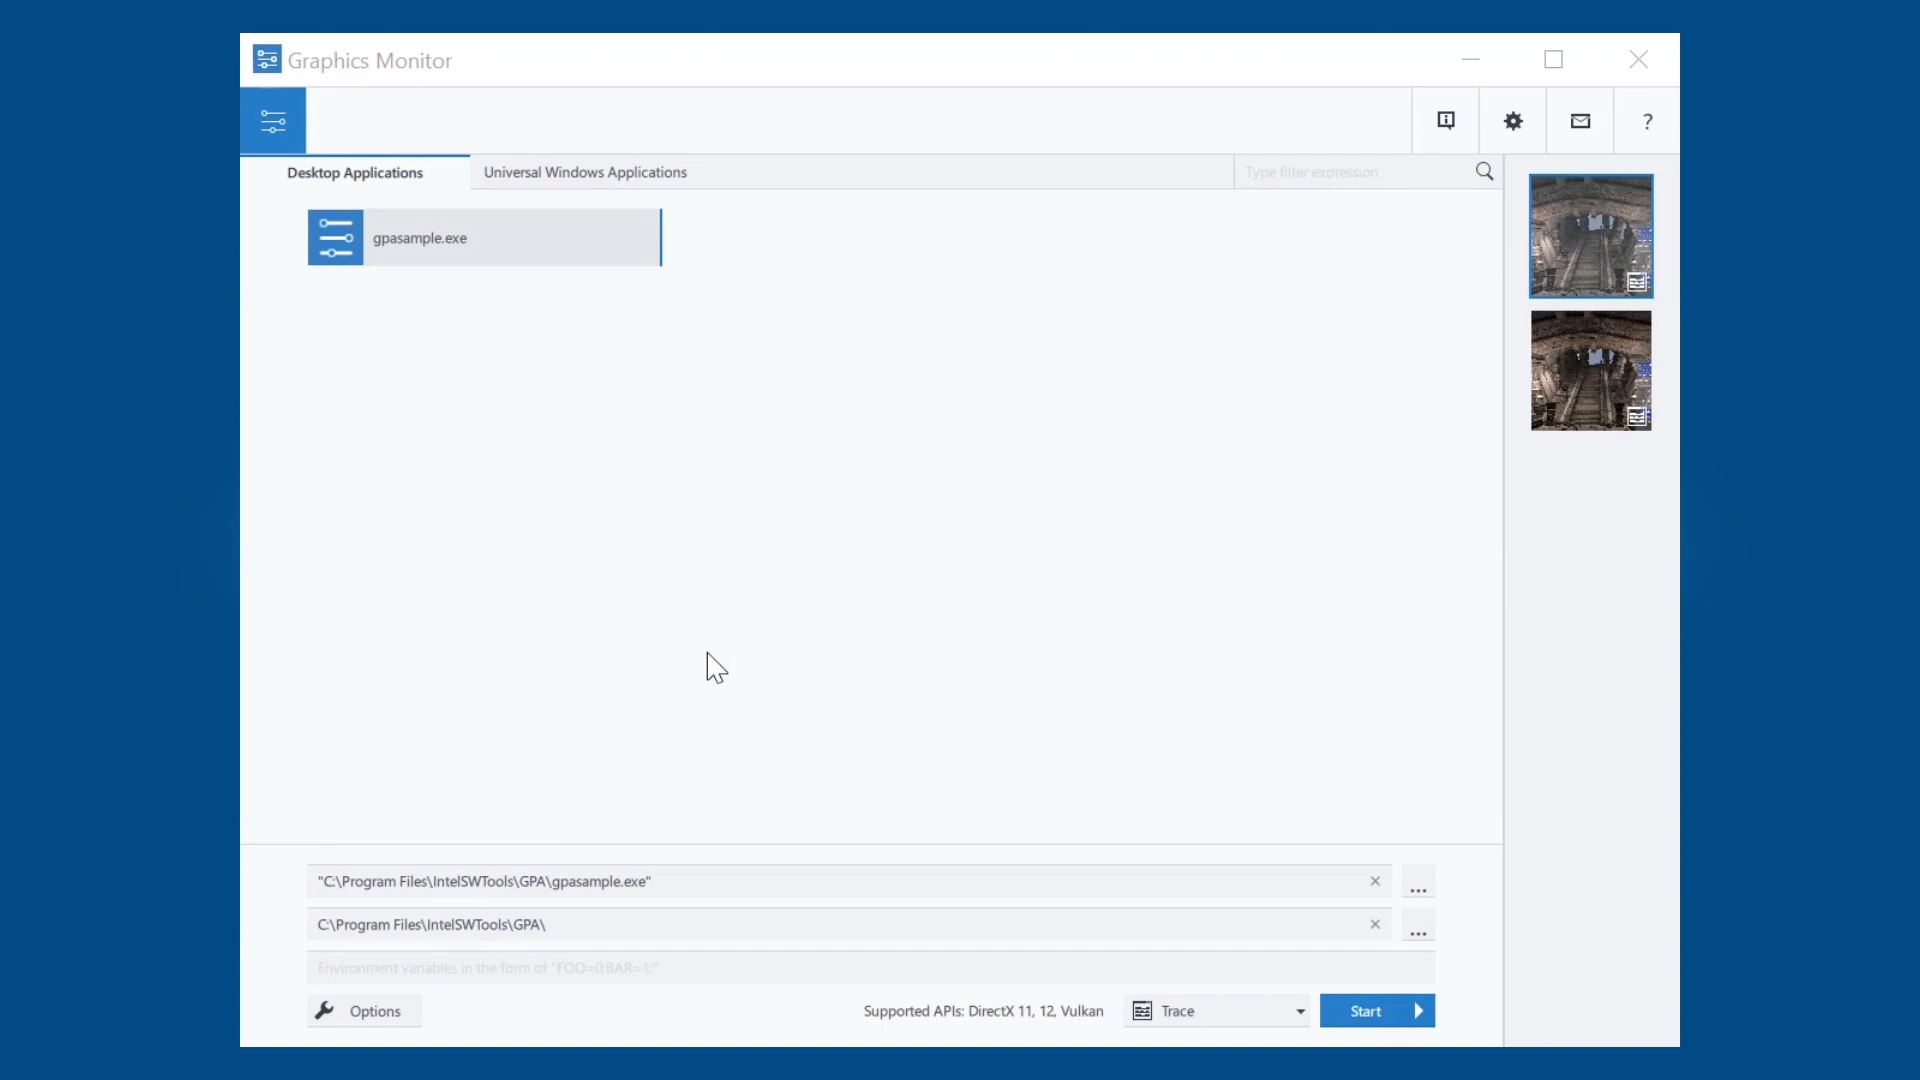 Graphics Monitor
?
Desktop Applications
Universal Windows Applications
Type filter expression
gpasample.exe
"C:\Program Files\IntelSWTools\GPA\gpasample.exe"
...
C:\Program Files\IntelSWTools\GPA\
...
Environment variables in the form of "FOO=0;BAR=1;"
Options
Supported APIs: DirectX 11, 12, Vulkan
Trace
Start